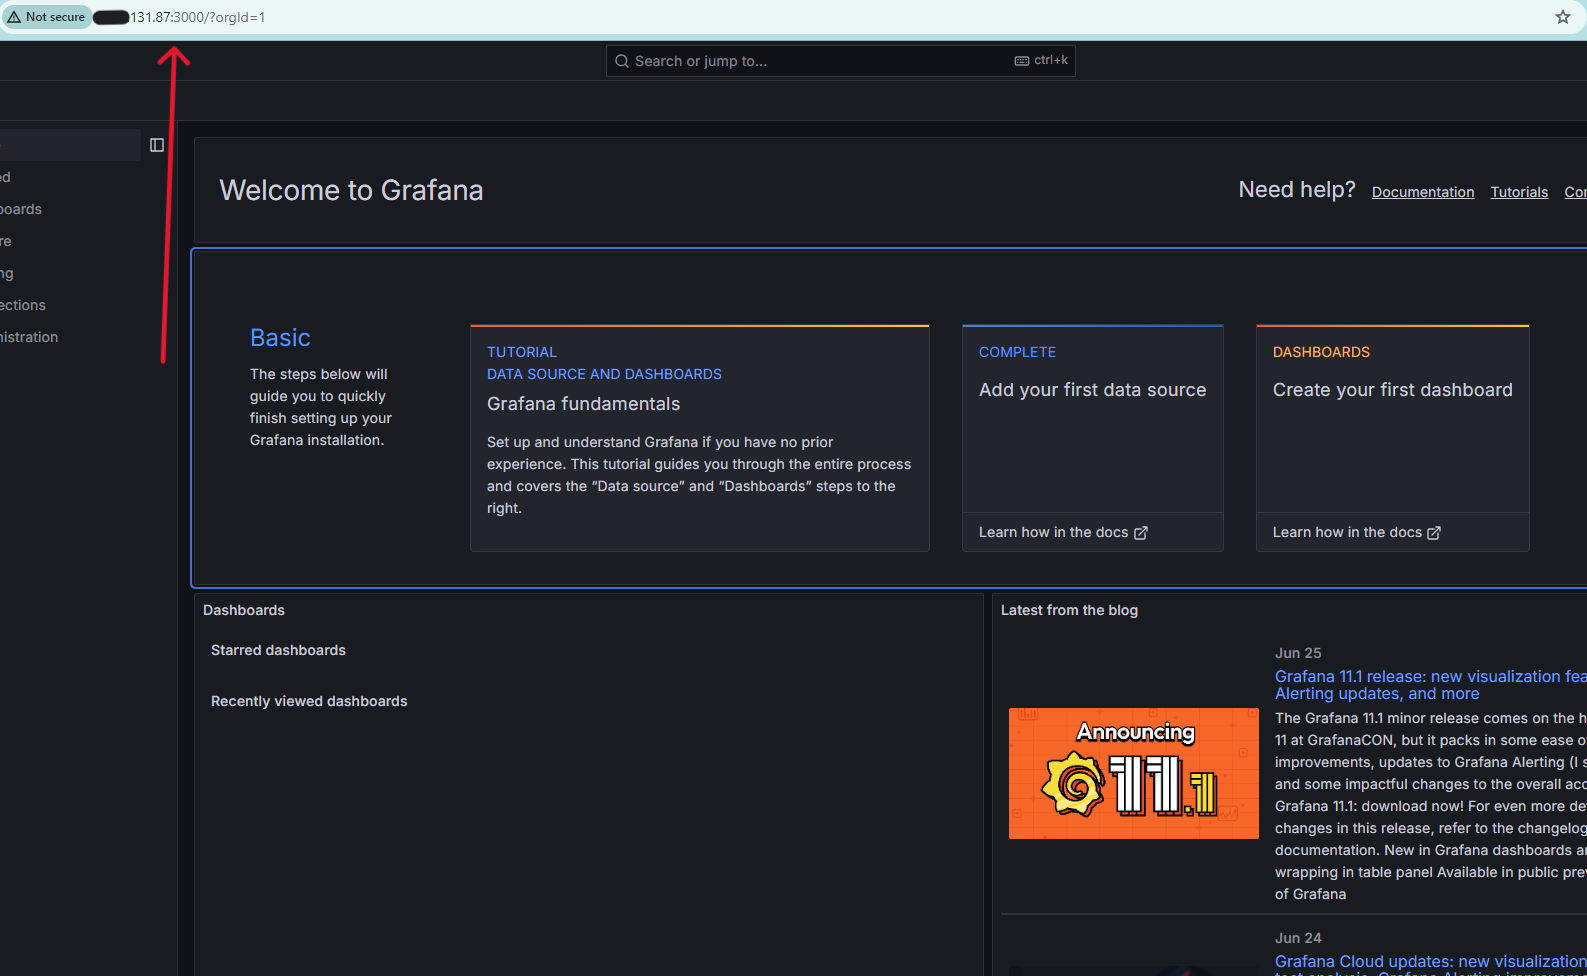 Not secure
131.87:3000/?orgId=1
Search or jump to...
ctrl+k
ed
boards
re
ng
ections
nistration
Welcome to Grafana
Need help?
Documentation
Tutorials
Basic
The steps below will
guide you to quickly
finish setting up your
Grafana installation.
TUTORIAL
DATA SOURCE AND DASHBOARDS
Grafana fundamentals
Set up and understand Grafana if you have no prior
experience. This tutorial guides you through the entire process
and covers the “Data source” and “Dashboards” steps to the
right.
COMPLETE
Add your first data source
Learn how in the docs
DASHBOARDS
Create your first dashboard
Learn how in the docs
Dashboards
Starred dashboards
Recently viewed dashboards
Latest from the blog
Announcing
11.1
Jun 25
Grafana 11.1 release: new visualization fea
Alerting updates, and more
The Grafana 11.1 minor release comes on the h
11 at GrafanaCON, but it packs in some ease o
improvements, updates to Grafana Alerting (I s
and some impactful changes to the overall acc
Grafana 11.1: download now! For even more de
changes in this release, refer to the changelog
documentation. New in Grafana dashboards a
wrapping in table panel Available in public pre
of Grafana
Jun 24
Grafana Cloud updates: new visualization